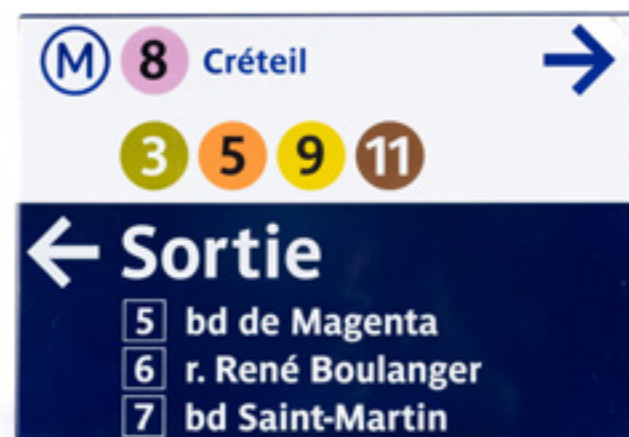 M 8 Créteil →
3 5 9 11
← Sortie
5 bd de Magenta
6 r. René Boulanger
7 bd Saint-Martin